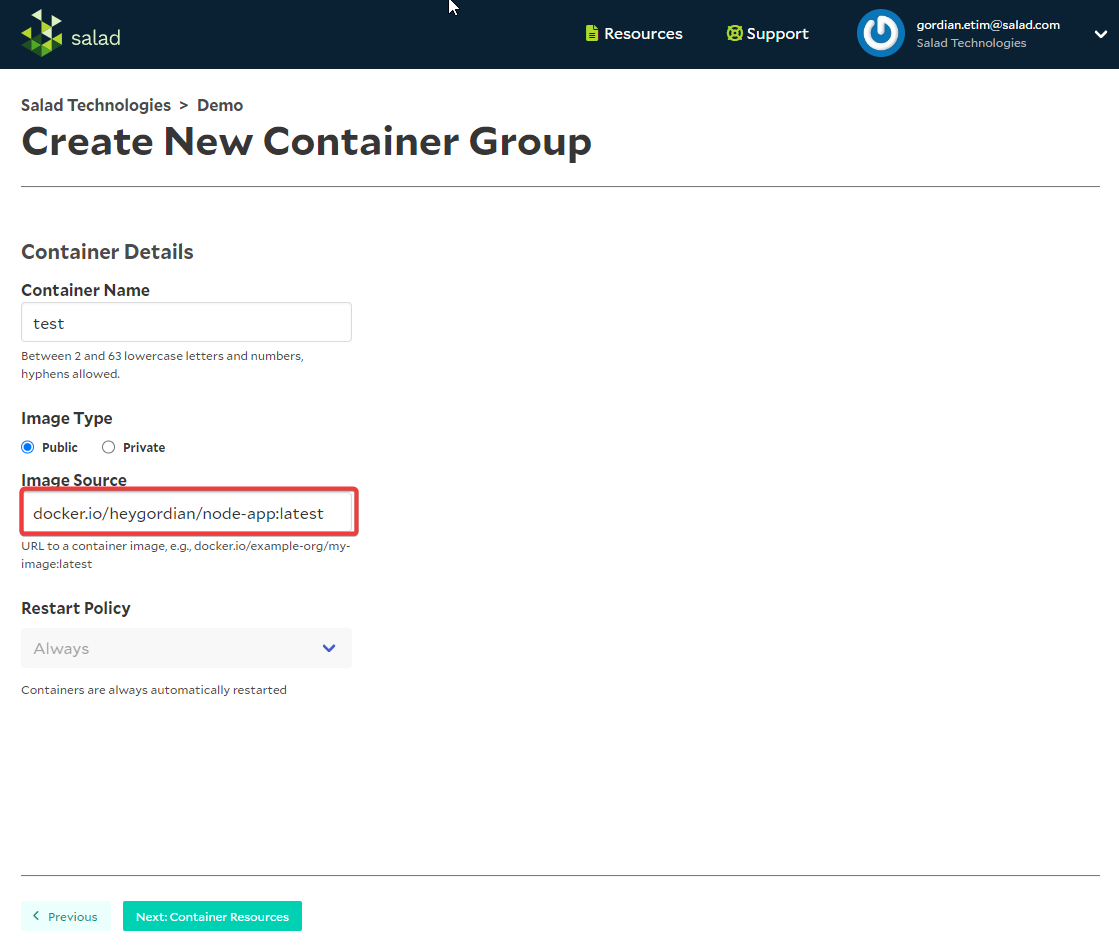 salad
Resources
Support
gordian.etim@salad.com
Salad Technologies
Salad Technologies > Demo
Create New Container Group
Container Details
Container Name
test
Between 2 and 63 lowercase letters and numbers,
hyphens allowed.
Image Type
Public
Private
Image Source
docker.io/heygordian/node-app:latest
URL to a container image, e.g., docker.io/example-org/my-
image:latest
Restart Policy
Always
Containers are always automatically restarted
Previous
Next: Container Resources